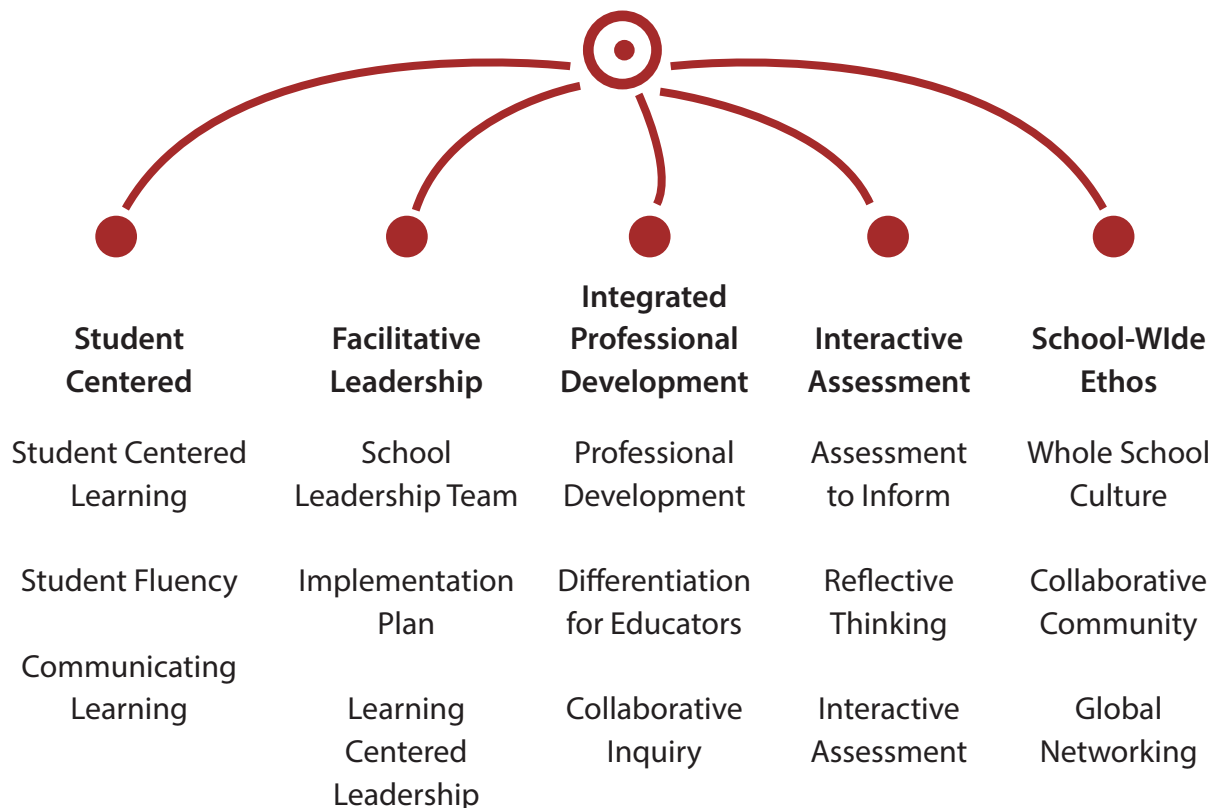 Student
Centered
Student Centered
Learning
Student Fluency
Communicating
Learning
Facilitative
Leadership
School
Leadership Team
Implementation
Plan
Learning
Centered
Leadership
Integrated
Professional
Development
Professional
Development
Differentiation
for Educators
Collaborative
Inquiry
Interactive
Assessment
Assessment
to Inform
Reflective
Thinking
Interactive
Assessment
School-WIde
Ethos
Whole School
Culture
Collaborative
Community
Global
Networking